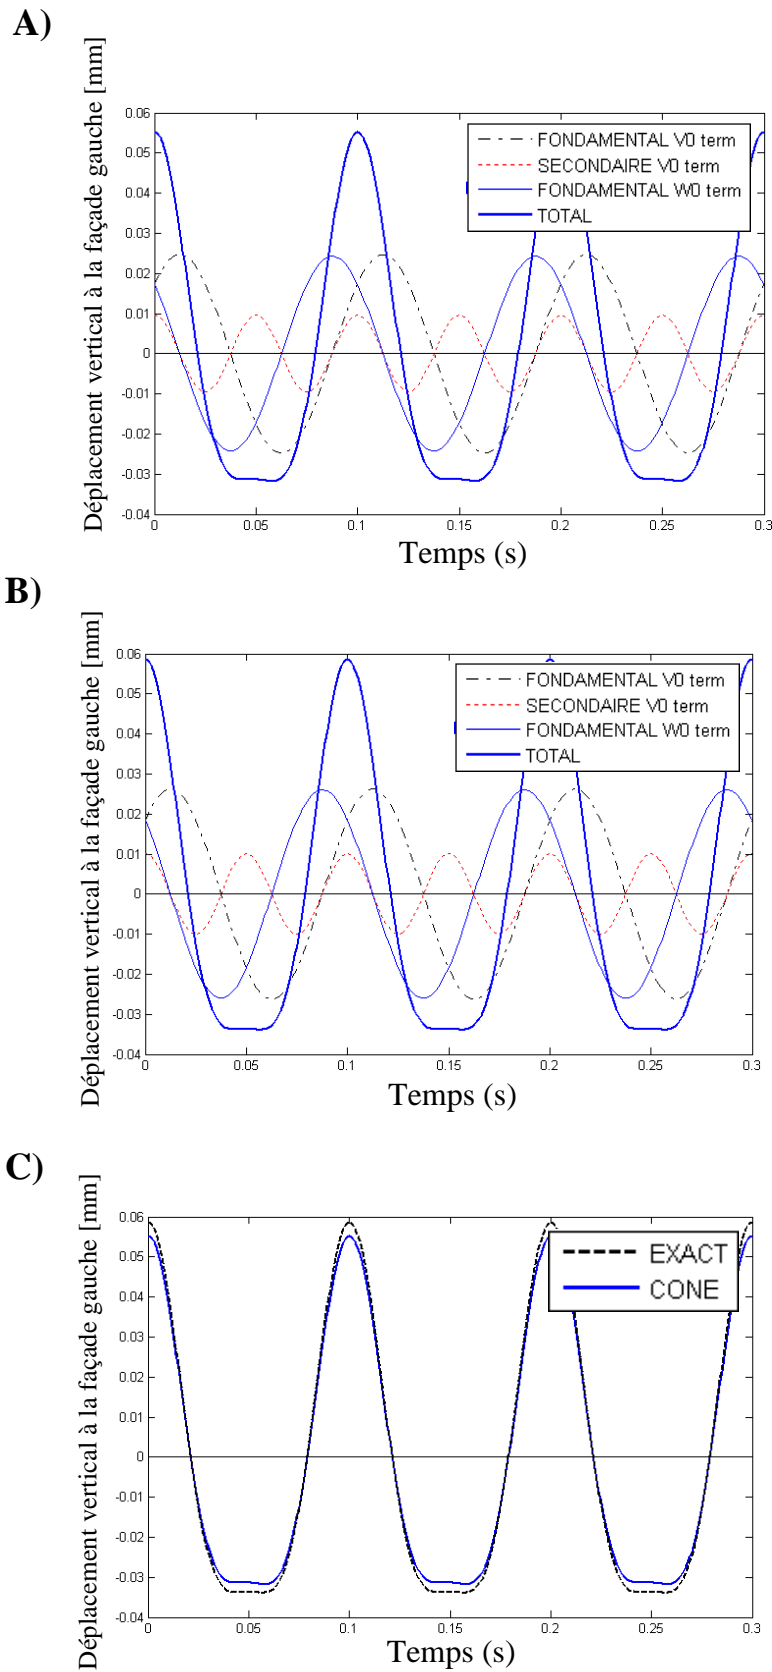 A)
Déplacement vertical à la façade gauche [mm]
0.06
0.05
0.04
0.03
0.02
0.01
0
-0.01
-0.02
-0.03
-0.04
FONDAMENTAL V0 term
SECONDAIRE V0 term
FONDAMENTAL W0 term
TOTAL
0 0.05 0.1 0.15 0.2 0.25 0.3
Temps (s)
B)
Déplacement vertical à la façade gauche [mm]
0.06
0.05
0.04
0.03
0.02
0.01
0
-0.01
-0.02
-0.03
-0.04
FONDAMENTAL V0 term
SECONDAIRE V0 term
FONDAMENTAL W0 term
TOTAL
0 0.05 0.1 0.15 0.2 0.25 0.3
Temps (s)
C)
Déplacement vertical à la façade gauche [mm]
0.06
0.05
0.04
0.03
0.02
0.01
0
-0.01
-0.02
-0.03
-0.04
EXACT
CONE
0 0.05 0.1 0.15 0.2 0.25 0.3
Temps (s)